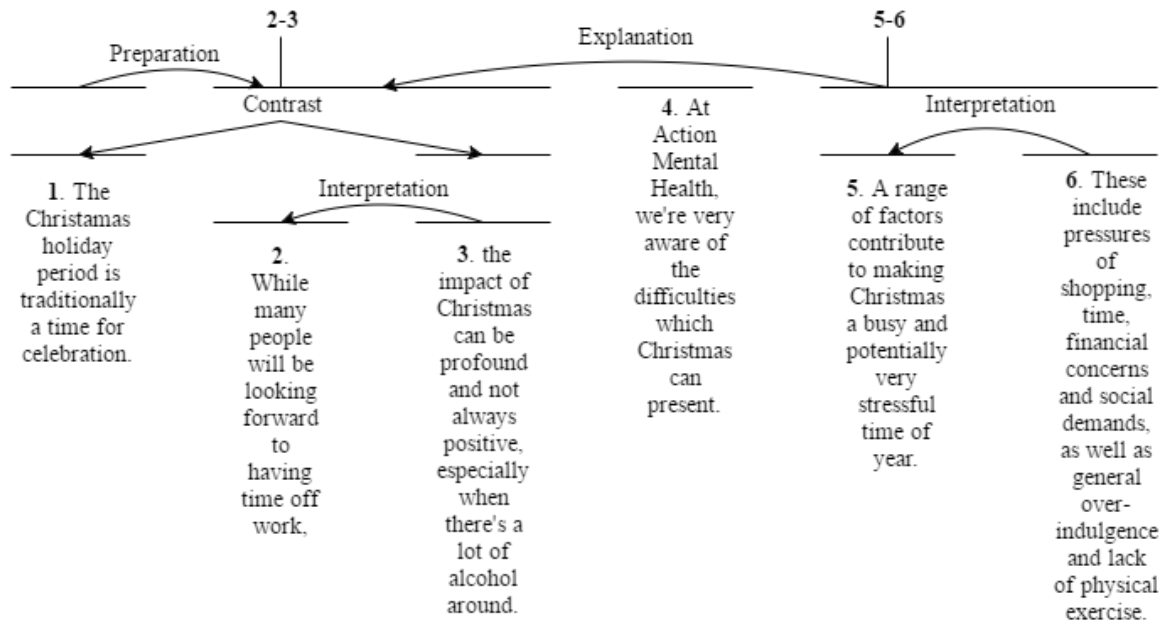 2-3
5-6
Preparation
Explanation
Contrast
Interpretation
1. The
Christamas
holiday
period is
traditionally
a time for
celebration.
Interpretation
2.
While
many
people
will be
looking
forward
to
having
time off
work,
3. the
impact of
Christmas
can be
profound
and not
always
positive,
especially
when
there's a
lot of
alcohol
around.
4. At
Action
Mental
Health,
we're very
aware of
the
difficulties
which
Christmas
can
present.
5. A range
of factors
contribute
to making
Christmas
a busy and
potentially
very
stressful
time of
year.
6. These
include
pressures
of
shopping,
time,
financial
concerns
and social
demands,
as well as
general
over-
indulgence
and lack
of physical
exercise.